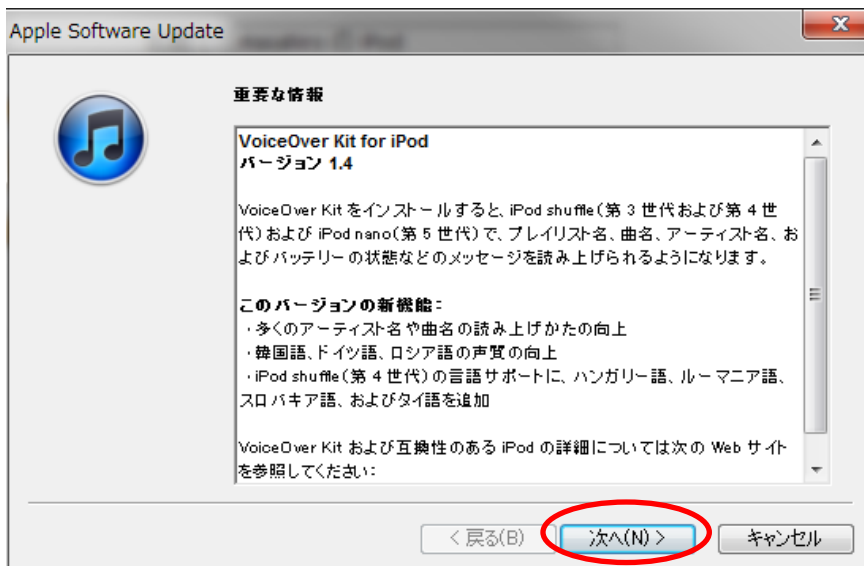 Apple Software Update
重要な情報
VoiceOver Kit for iPod
バージョン 1.4
VoiceOver Kit をインストールすると、iPod shuffle（第 3 世代および第 4 世
代）および iPod nano（第 5 世代）で、プレイリスト名、曲名、アーティスト名、お
よびバッテリーの状態などのメッセージを読み上げられるようになります。
このバージョンの新機能：
・多くのアーティスト名や曲名の読み上げかたの向上
・韓国語、ドイツ語、ロシア語の声質の向上
・iPod shuffle（第 4 世代）の言語サポートに、ハンガリー語、ルーマニア語、
スロバキア語、およびタイ語を追加
VoiceOver Kit および互換性のある iPod の詳細については次の Web サイト
を参照してください：
< 戻る(B)
次へ(N) >
キャンセル